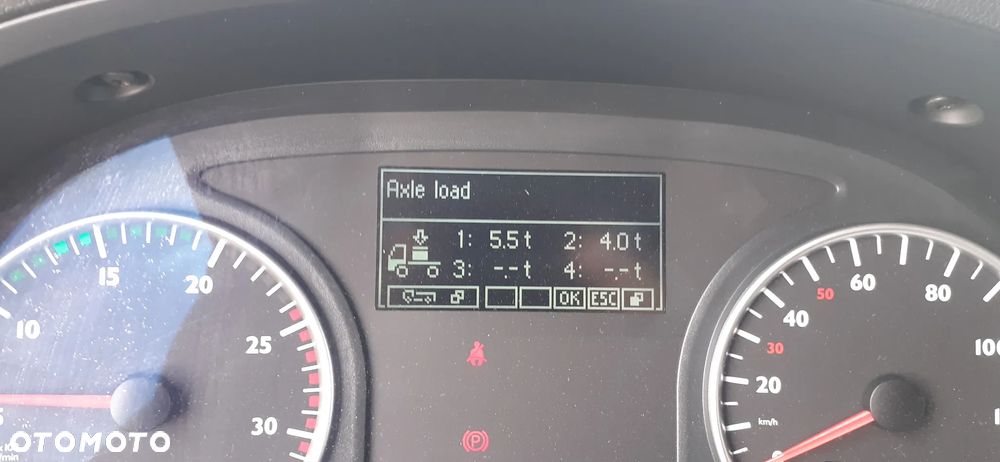 Axle load
1: 5.5 t 2: 4.0 t
3: -.- t 4: -.- t
OK ESC
10 15 20 25 30
20 30 40 50 60 80 100
km/h
P
OTOMOTO